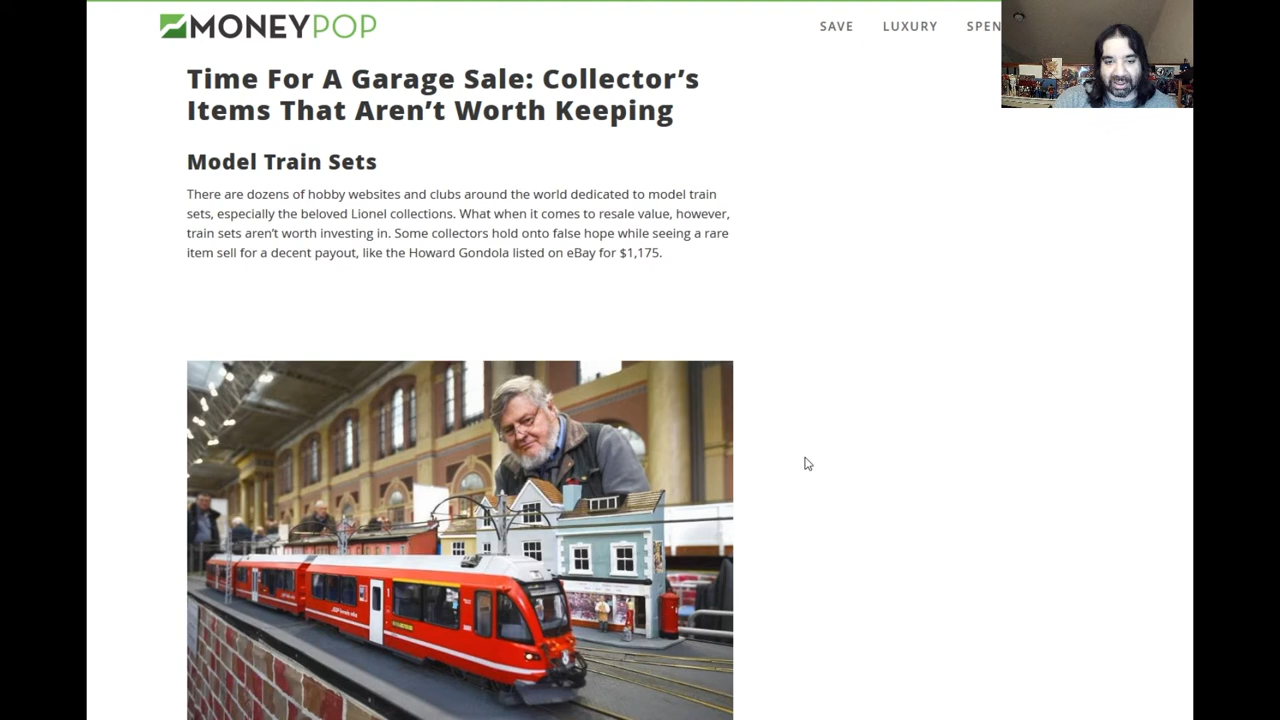 MONEYPOP
SAVE LUXURY
Time For A Garage Sale: Collector's
Items That Aren't Worth Keeping
Model Train Sets
There are dozens of hobby websites and clubs around the world dedicated to model train
sets, especially the beloved Lionel collections. What when it comes to resale value, however,
train sets aren't worth investing in. Some collectors hold onto false hope while seeing a rare
item sell for a decent payout, like the Howard Gondola listed on eBay for $1,175.